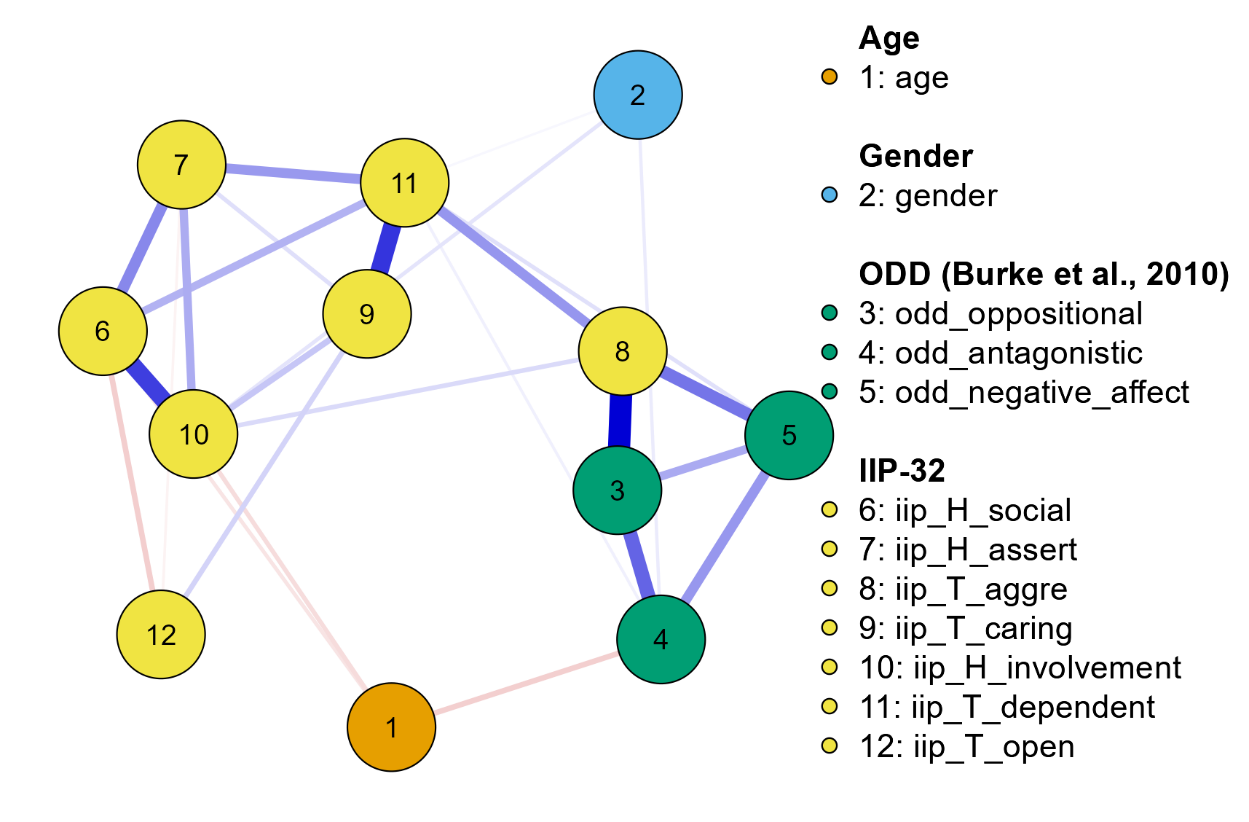 2
7
11
9
6
8
10
5
3
12
4
1
Age
1: age
Gender
2: gender
ODD (Burke et al., 2010)
3: odd_oppositional
4: odd_antagonistic
5: odd_negative_affect
IIP-32
6: iip_H_social
7: iip_H_assert
8: iip_T_aggre
9: iip_T_caring
10: iip_H_involvement
11: iip_T_dependent
12: iip_T_open